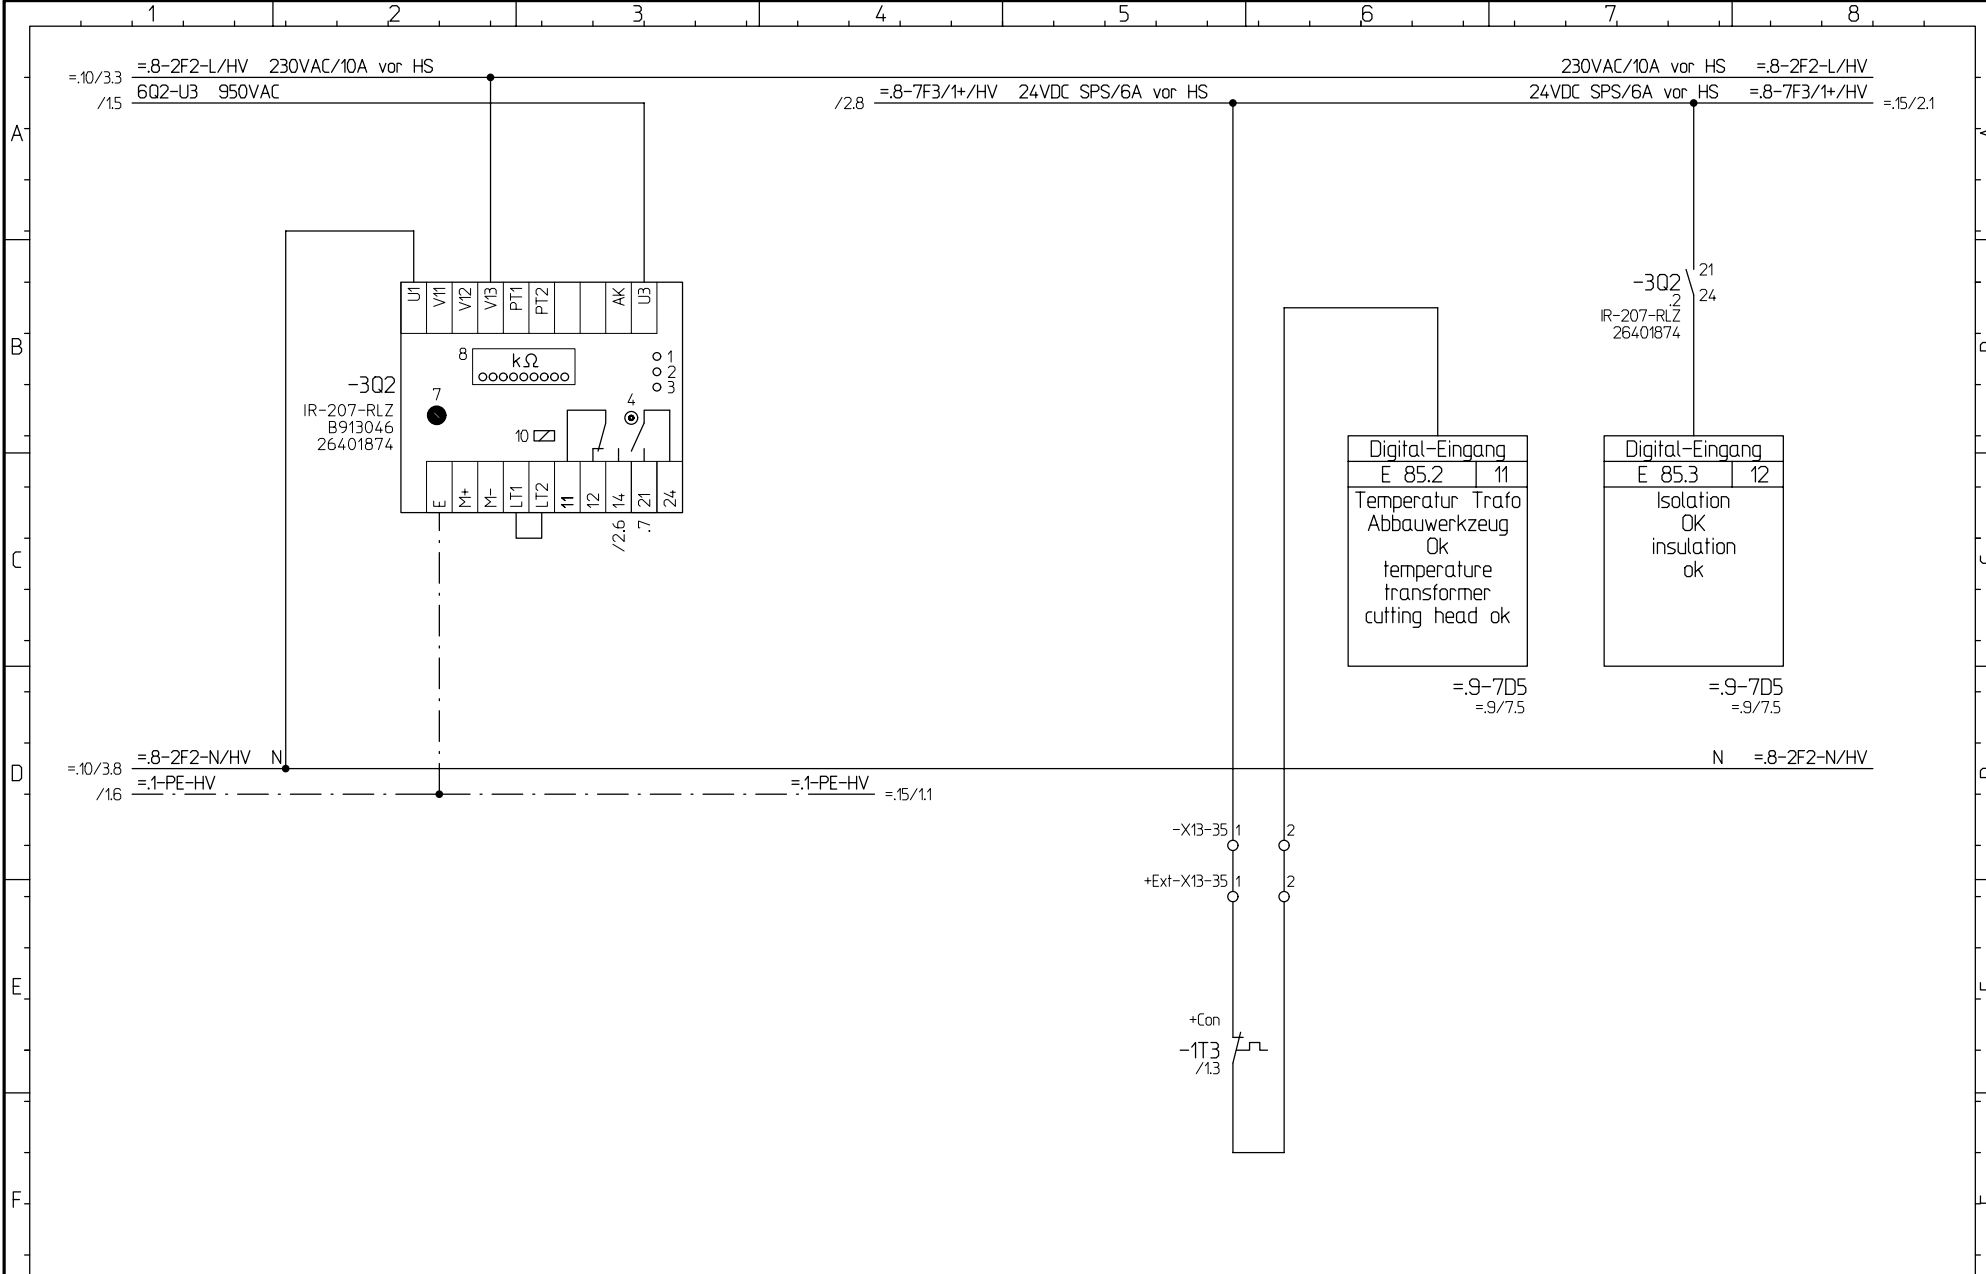 1 2 3 4 5 6 7 8
=.10/3.3 =.8-2F2-L/HV 230VAC/10A vor HS
230VAC/10A vor HS =.8-2F2-L/HV
/1.5 6Q2-U3 950VAC
/2.8 =.8-7F3/1+/HV 24VDC SPS/6A vor HS
24VDC SPS/6A vor HS =.8-7F3/1+/HV =.15/2.1
A
B
C
D
E
F
U1 V11 V12 V13 PT1 PT2 AK U3
8 kΩ
1
2
3
-3Q2
IR-207-RLZ
B913046
26401874
7
4
10
E M+ M- LT1 LT2 11 12 14 21 24
/2.6 .7
-3Q2
.2
IR-207-RLZ
26401874
21
24
Digital-Eingang
E 85.2 11
Temperatur Trafo
Abbauwerkzeug
Ok
temperature
transformer
cutting head ok
=.9-7D5
=.9/7.5
Digital-Eingang
E 85.3 12
Isolation
OK
insulation
ok
=.9-7D5
=.9/7.5
=.10/3.8 =.8-2F2-N/HV N
N =.8-2F2-N/HV
/1.6 =.1-PE-HV
=.1-PE-HV =.15/1.1
-X13-35 1 2
+Ext-X13-35 1 2
+Con
-1T3
/1.3